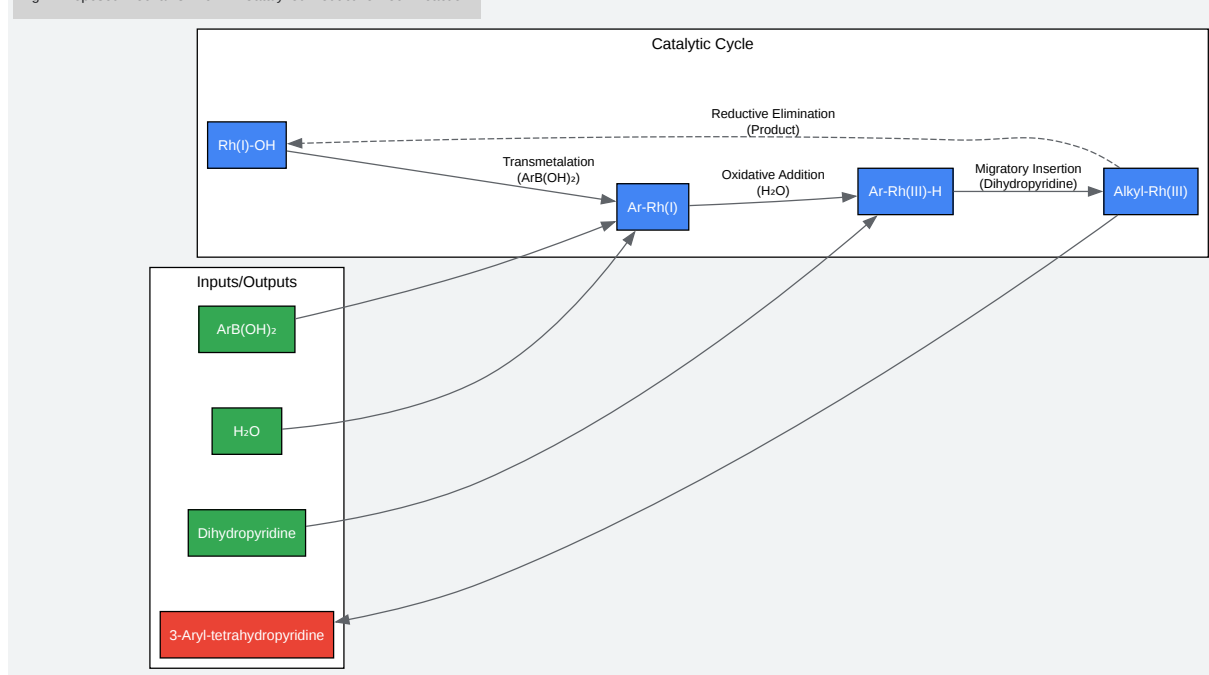 Catalytic Cycle
Reductive Elimination
(Product)
Rh(I)-OH
Transmetalation
(ArB(OH)₂)
Oxidative Addition
(H₂O)
Migratory Insertion
(Dihydropyridine)
Ar-Rh(I)
Ar-Rh(III)-H
Alkyl-Rh(III)
Inputs/Outputs
ArB(OH)₂
H₂O
Dihydropyridine
3-Aryl-tetrahydropyridine